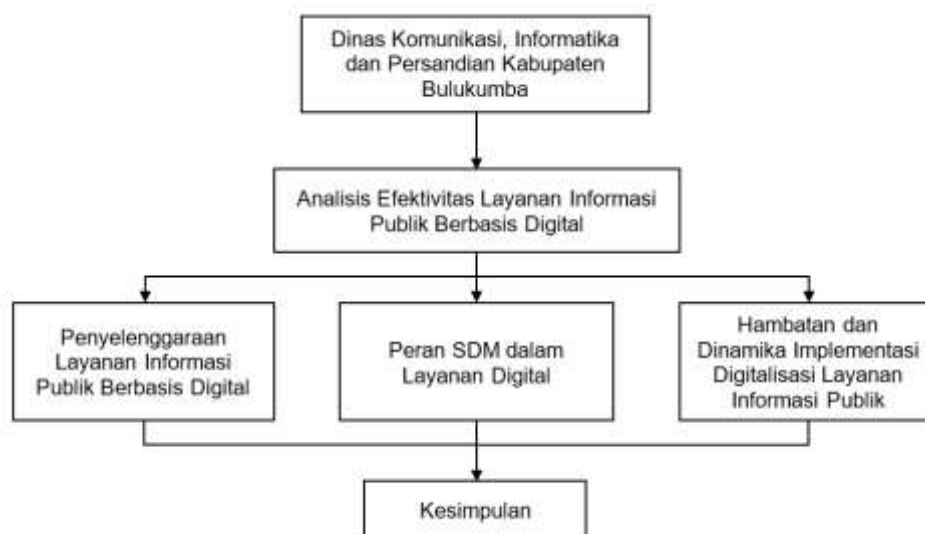 Dinas Komunikasi, Informatika
dan Persandian Kabupaten
Bulukumba
Analisis Efektivitas Layanan Informasi
Publik Berbasis Digital
Penyelenggaraan
Layanan Informasi
Publik Berbasis Digital
Peran SDM dalam
Layanan Digital
Hambatan dan
Dinamika Implementasi
Digitalisasi Layanan
Informasi Publik
Kesimpulan